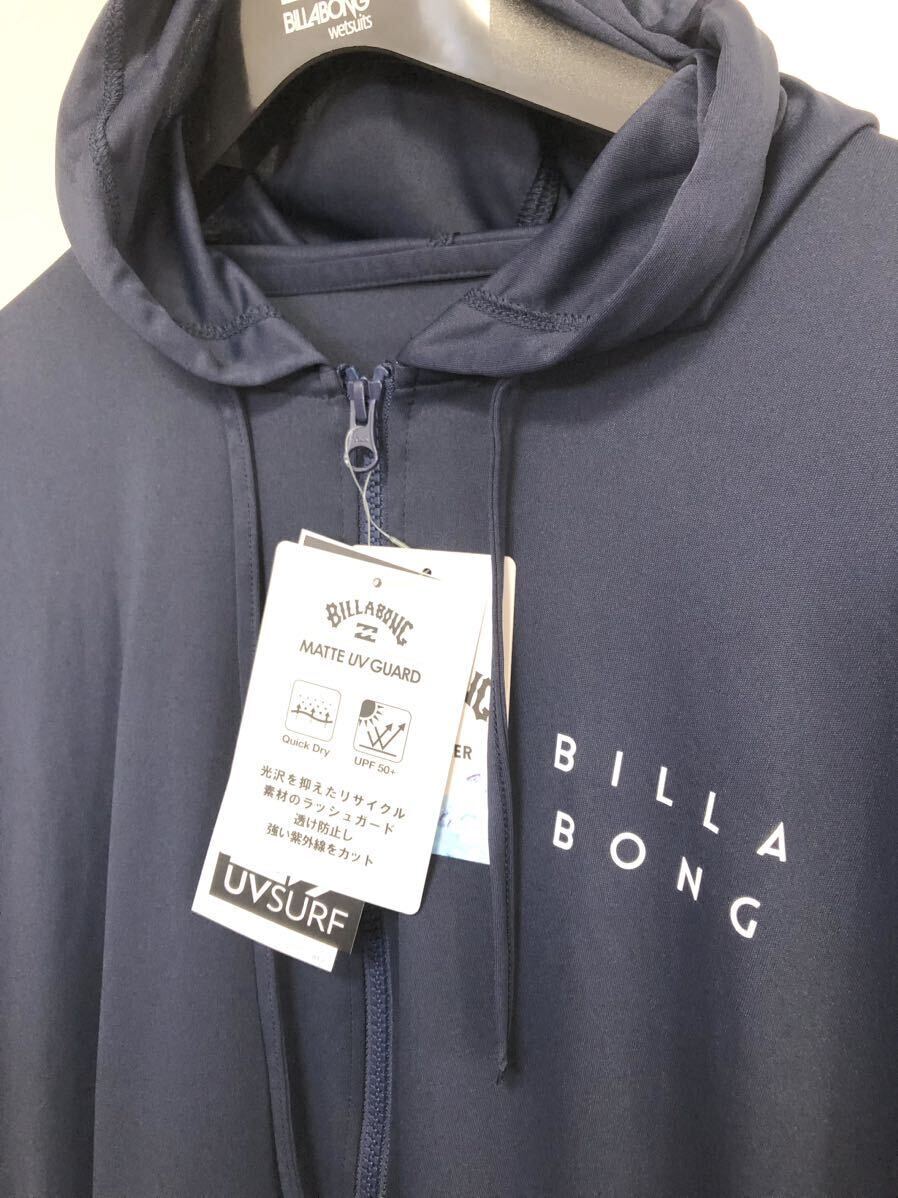 BILLABONG
wetsuits
BILLABONG
MATTE UV GUARD
Quick Dry
UPF 50+
光沢を抑えたリサイクル
素材のラッシュガード
透け防止し
強い紫外線をカット
ER
UVSURF
BILLA
BONG